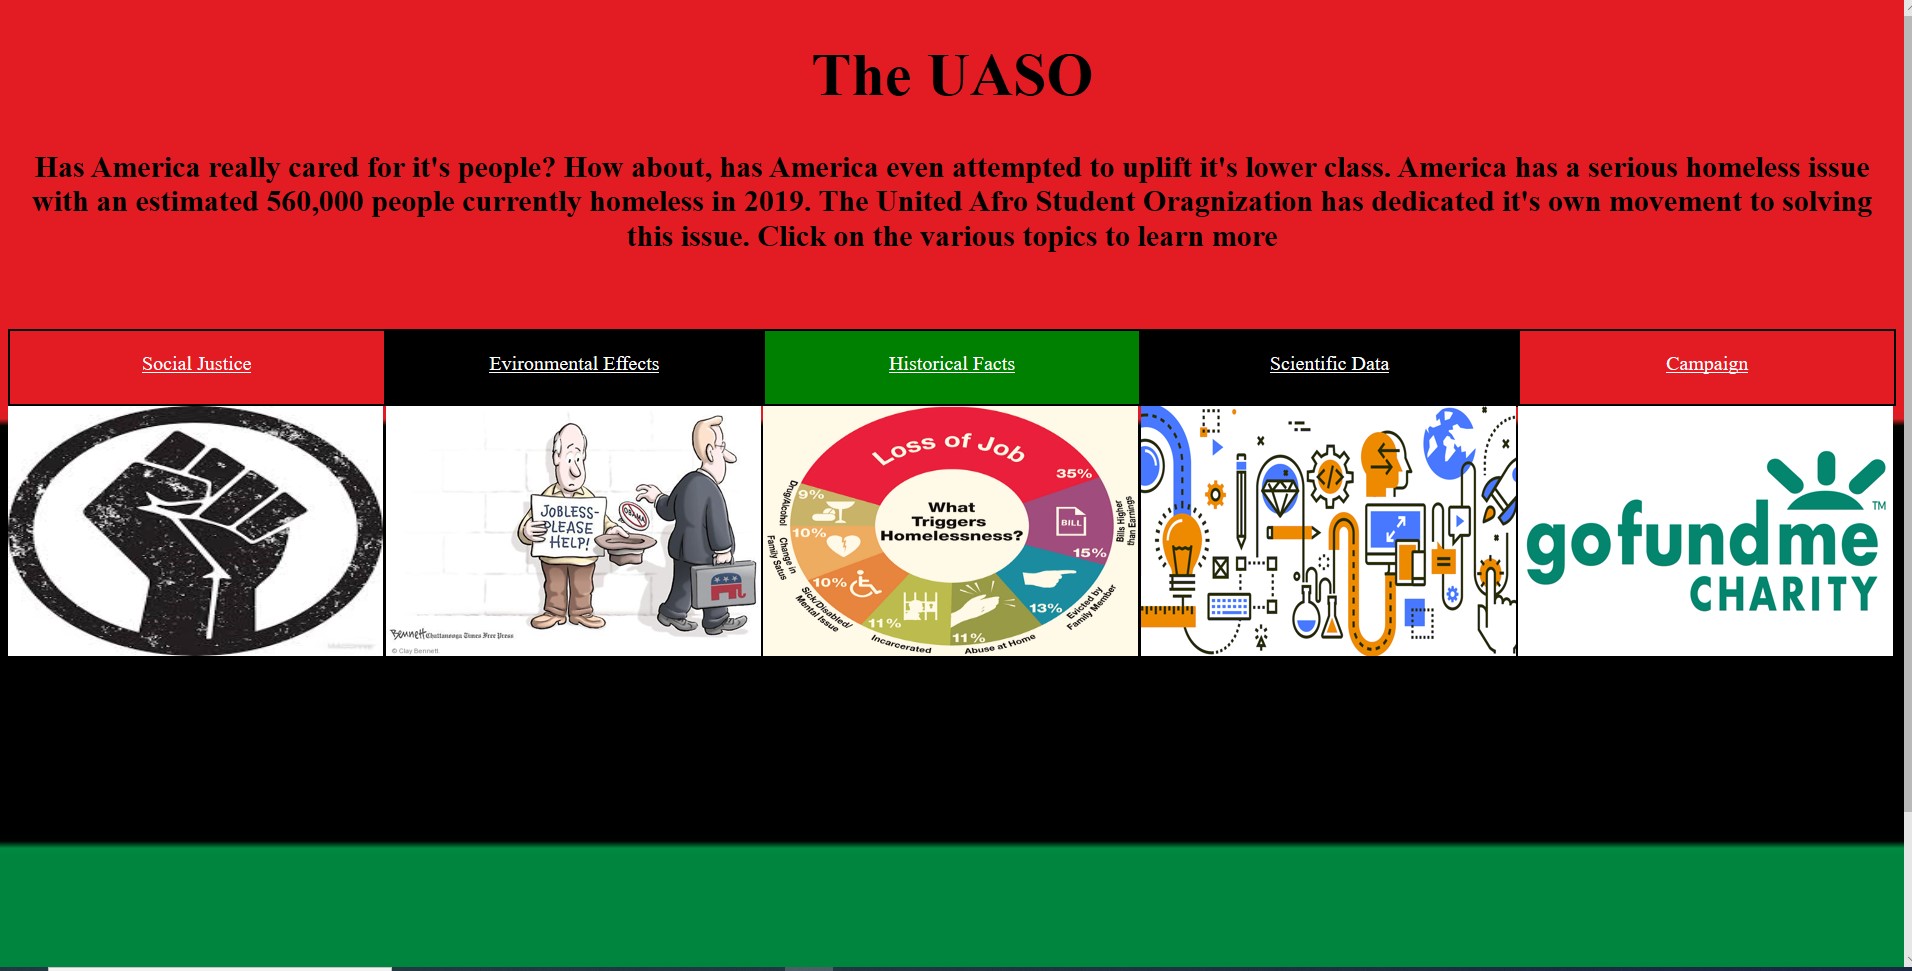 The UASO
Has America really cared for it's people? How about, has America even attempted to uplift it's lower class. America has a serious homeless issue
with an estimated 560,000 people currently homeless in 2019. The United Afro Student Oragnization has dedicated it's own movement to solving
this issue. Click on the various topics to learn more
Social Justice
Evironmental Effects
Historical Facts
Scientific Data
Campaign
JOBLESS-
PLEASE
HELP!
OBAMA
Bennett Chattanooga Times Free Press
© Clay Bennett
Loss of Job
35%
What
Triggers
Homelessness?
BILL
Bills Higher
than Earnings
15%
Evicted by
Family Member
13%
Abuse at Home
11%
Incarcerated
11%
Sick/Disabled/
Mental Issue
10%
Change in
Family Satus
10%
Drug/Alcohol
9%
gofundme™
CHARITY